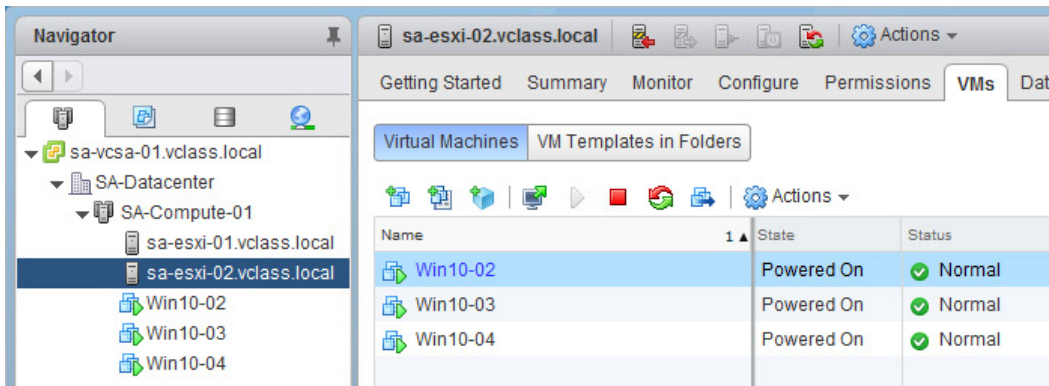 Navigator
sa-vcsa-01.vclass.local
SA-Datacenter
SA-Compute-01
sa-esxi-01.vclass.local
sa-esxi-02.vclass.local
Win10-02
Win10-03
Win10-04
sa-esxi-02.vclass.local Actions
Getting Started Summary Monitor Configure Permissions VMs Dat
Virtual Machines VM Templates in Folders
Actions
Name 1 State Status
Win10-02 Powered On Normal
Win10-03 Powered On Normal
Win10-04 Powered On Normal